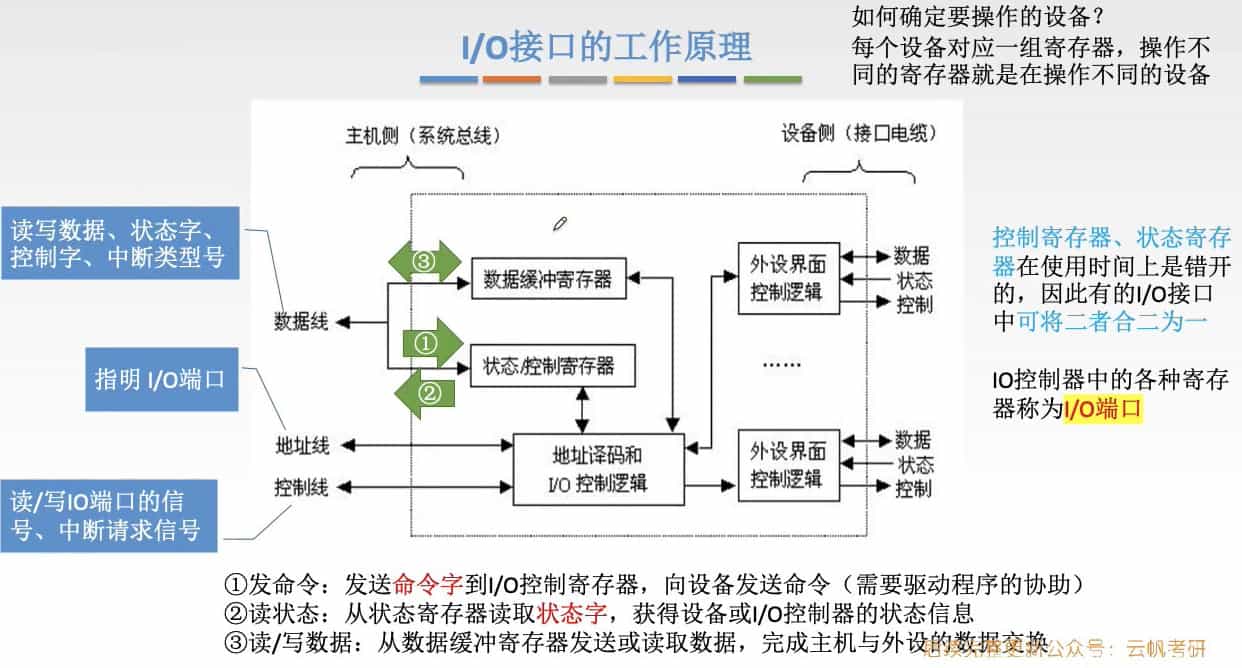 I/O接口的工作原理
如何确定要操作的设备？
每个设备对应一组寄存器，操作不
同的寄存器就是在操作不同的设备
主机侧（系统总线）
设备侧（接口电缆）
读写数据、状态字、
控制字、中断类型号
指明 I/O端口
读/写IO端口的信
号、中断请求信号
数据线
地址线
控制线
③
①
②
数据缓冲寄存器
状态/控制寄存器
地址译码和
I/O 控制逻辑
外设界面
控制逻辑
数据
状态
控制
……
外设界面
控制逻辑
数据
状态
控制
控制寄存器、状态寄存
器在使用时间上是错开
的，因此有的I/O接口
中可将二者合二为一
IO控制器中的各种寄存
器称为I/O端口
①发命令：发送命令字到I/O控制寄存器，向设备发送命令（需要驱动程序的协助）
②读状态：从状态寄存器读取状态字，获得设备或I/O控制器的状态信息
③读/写数据：从数据缓冲寄存器发送或读取数据，完成主机与外设的数据交换
公众号：云帆考研